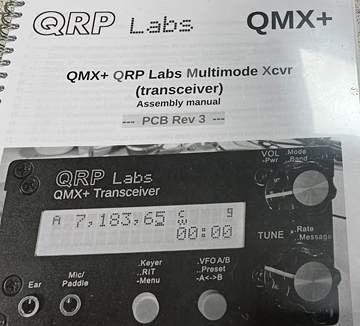 QRP Labs QMX+
QMX+ QRP Labs Multimode Xcvr
(transceiver)
Assembly manual
--- PCB Rev 3 ---
QRP Labs
QMX+ Transceiver
VOL
-Pwr
.Mode
Band
A 7,183,65 C W 9
00:00
TUNE
.Rate
Message
Ear
Mic/
Paddle
.Keyer
..RIT
-Menu
.VFO A/B
..Preset
-A<->B